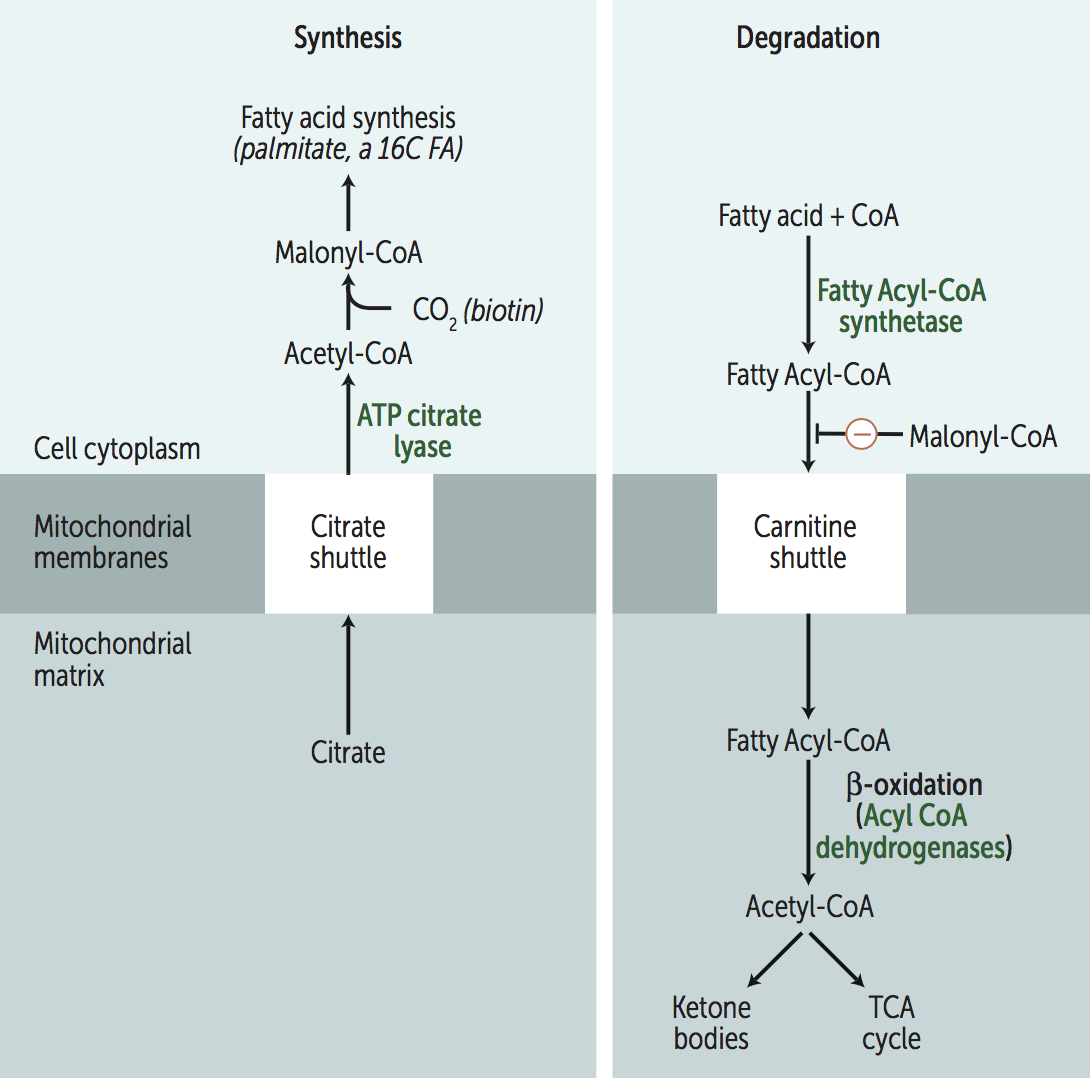 Synthesis
Fatty acid synthesis
(palmitate, a 16C FA)
Malonyl-CoA
CO2 (biotin)
Acetyl-CoA
ATP citrate
lyase
Cell cytoplasm
Mitochondrial
membranes
Citrate
shuttle
Mitochondrial
matrix
Citrate
Degradation
Fatty acid + CoA
Fatty Acyl-CoA
synthetase
Fatty Acyl-CoA
− Malonyl-CoA
Carnitine
shuttle
Fatty Acyl-CoA
β-oxidation
(Acyl CoA
dehydrogenases)
Acetyl-CoA
Ketone
bodies
TCA
cycle